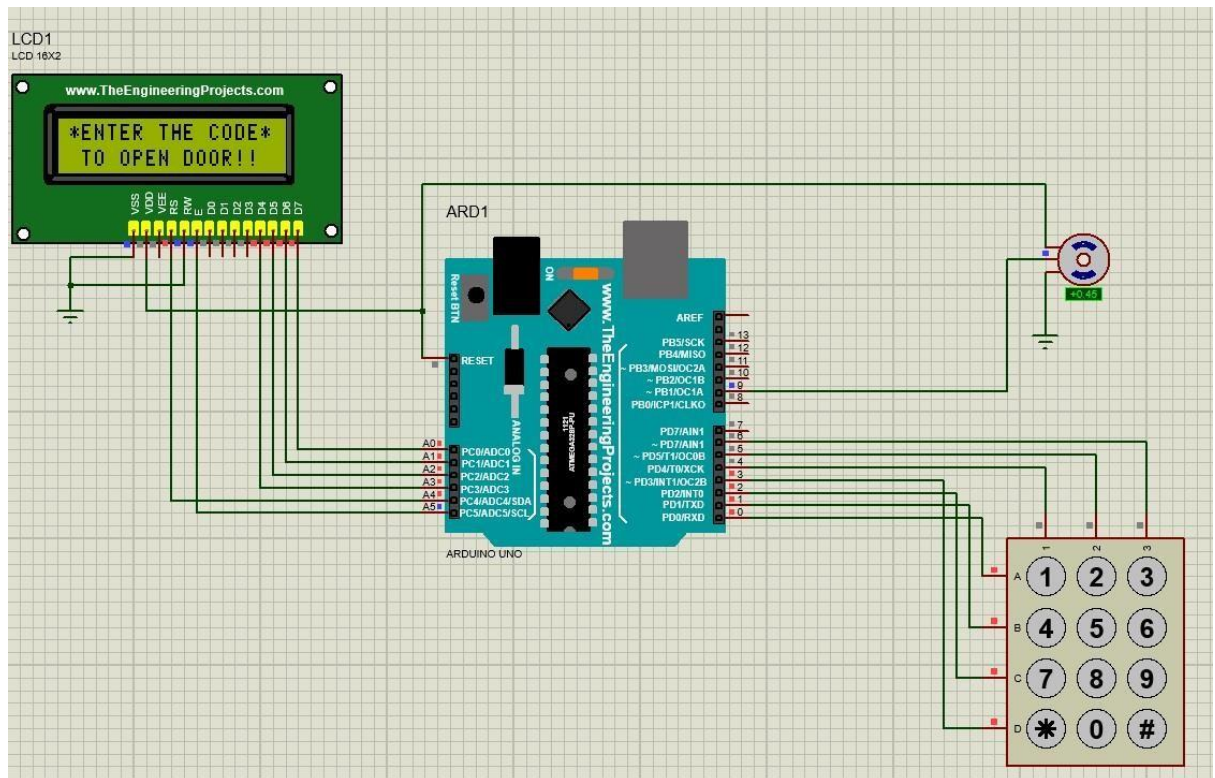 LCD1
LCD 16X2
www.TheEngineeringProjects.com
*ENTER THE CODE*
TO OPEN DOOR!!
VSS
VDD
VEE
RS
RW
E
D0
D1
D2
D3
D4
D5
D6
D7
ARD1
Reset BTN
ON
www.TheEngineeringProjects.com
RESET
ANALOG IN
ATMEGA328P-PU
1121
A0 PC0/ADC0
A1 PC1/ADC1
A2 PC2/ADC2
A3 PC3/ADC3
A4 PC4/ADC4/SDA
A5 PC5/ADC5/SCL
AREF
PB5/SCK 13
PB4/MISO 12
~ PB3/MOSI/OC2A 11
~ PB2/OC1B 10
~ PB1/OC1A 9
PB0/ICP1/CLKO 8
PD7/AIN1 7
~ PD7/AIN1 6
~ PD5/T1/OC0B 5
PD4/T0/XCK 4
~ PD3/INT1/OC2B 3
PD2/INT0 2
PD1/TXD 1
PD0/RXD 0
ARDUINO UNO
+0.45
1 2 3
A 1 2 3
B 4 5 6
C 7 8 9
D * 0 #